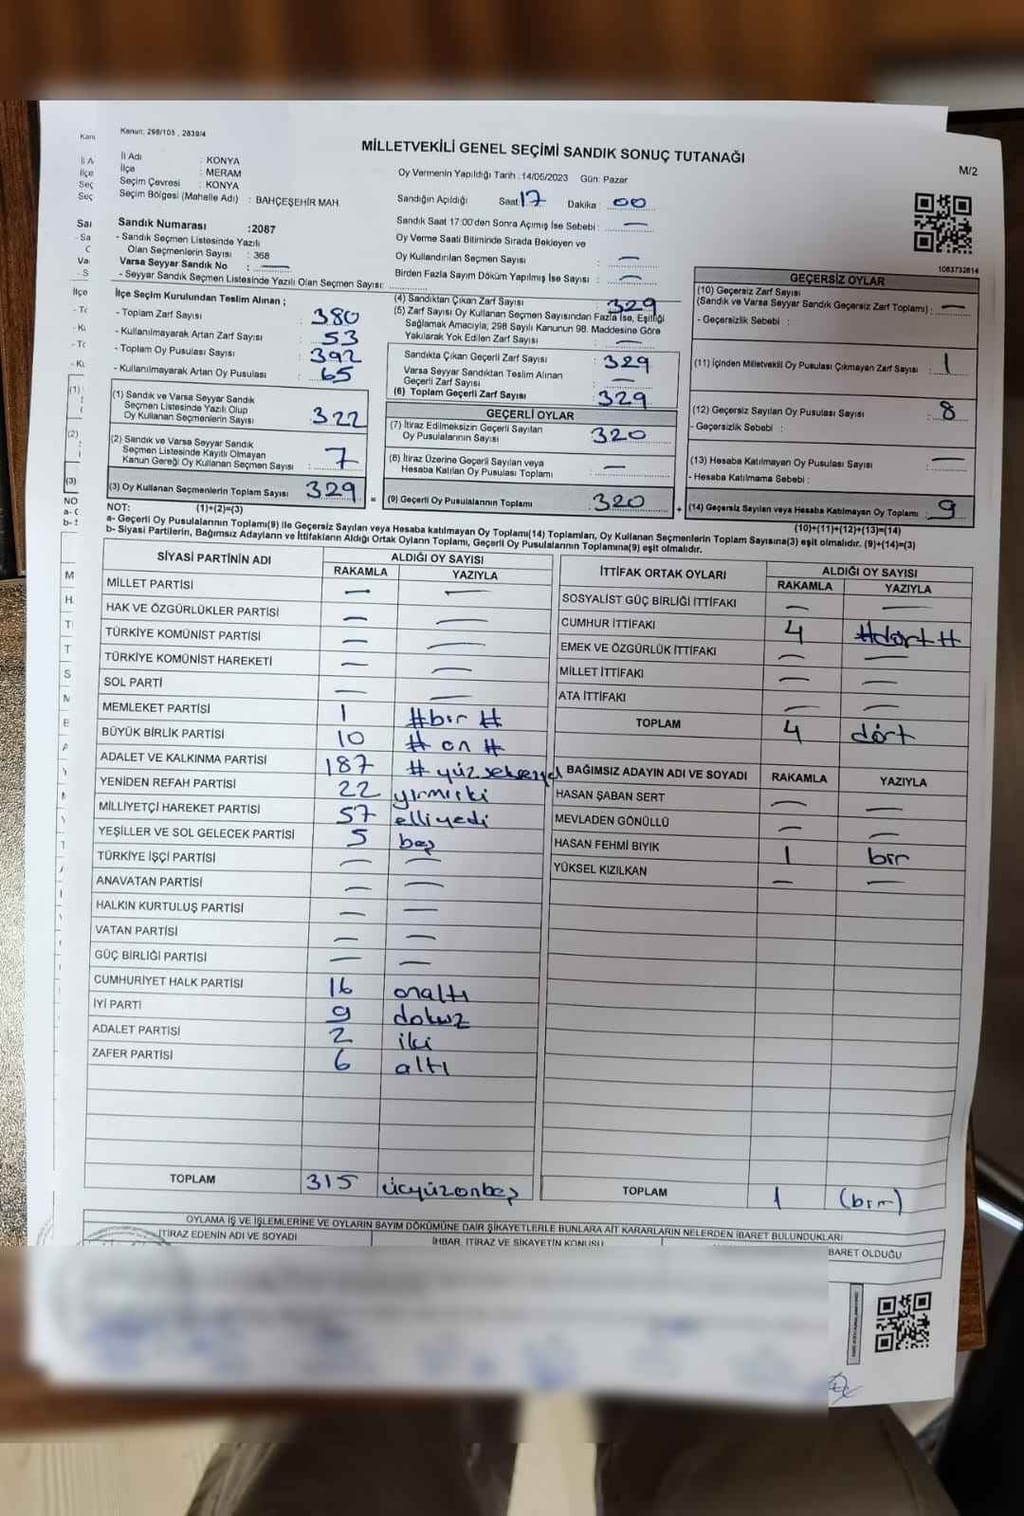 Kanun: 298/105 , 2839/4
MİLLETVEKİLİ GENEL SEÇİMİ SANDIK SONUÇ TUTANAĞI
M/2
İl Adı : KONYA
İlçe : MERAM
Seçim Çevresi : KONYA
Seçim Bölgesi (Mahalle Adı) : BAHÇEŞEHİR MAH.
Oy Vermenin Yapıldığı Tarih :14/05/2023 Gün: Pazar
Sandığın Açıldığı Saat 17 Dakika : 00
Sandık Saat 17:00'den Sonra Açılmış İse Sebebi : —
Oy Verme Saati Bitiminde Sırada Bekleyen ve
Oy Kullandırılan Seçmen Sayısı : —
Birden Fazla Sayım Döküm Yapılmış İse Sayısı : —
Sandık Numarası :2087
- Sandık Seçmen Listesinde Yazılı
Olan Seçmenlerin Sayısı : 368
Varsa Seyyar Sandık No : —
- Seyyar Sandık Seçmen Listesinde Yazılı Olan Seçmen Sayısı:
1083732814
İlçe Seçim Kurulundan Teslim Alınan ;
- Toplam Zarf Sayısı : 380
- Kullanılmayarak Artan Zarf Sayısı : 53
- Toplam Oy Pusulası Sayısı : 392
- Kullanılmayarak Artan Oy Pusulası : 65
(1) Sandık ve Varsa Seyyar Sandık
Seçmen Listesinde Yazılı Olup
Oy Kullanan Seçmenlerin Sayısı : 322
(2) Sandık ve Varsa Seyyar Sandık
Seçmen Listesinde Kayıtlı Olmayan
Kanun Gereği Oy Kullanan Seçmen Sayısı : 7
(3) Oy Kullanan Seçmenlerin Toplam Sayısı : 329
(1)+(2)=(3)
(4) Sandıktan Çıkan Zarf Sayısı : 329
(5) Zarf Sayısı Oy Kullanan Seçmen Sayısından Fazla İse, Eşitliği
Sağlamak Amacıyla, 298 Sayılı Kanunun 98. Maddesine Göre
Yakılarak Yok Edilen Zarf Sayısı : —
Sandıkta Çıkan Geçerli Zarf Sayısı : 329
Varsa Seyyar Sandıktan Teslim Alınan
Geçerli Zarf Sayısı : —
(6) Toplam Geçerli Zarf Sayısı : 329
GEÇERLİ OYLAR
(7) İtiraz Edilmeksizin Geçerli Sayılan
Oy Pusulalarının Sayısı : 320
(8) İtiraz Üzerine Geçerli Sayılan veya
Hesaba Katılan Oy Pusulası Toplamı : —
= (9) Geçerli Oy Pusulalarının Toplamı : 320
GEÇERSİZ OYLAR
(10) Geçersiz Zarf Sayısı
(Sandık ve Varsa Seyyar Sandık Geçersiz Zarf Toplamı) : —
- Geçersizlik Sebebi :
(11) İçinden Milletvekili Oy Pusulası Çıkmayan Zarf Sayısı : 1
(12) Geçersiz Sayılan Oy Pusulası Sayısı : 8
- Geçersizlik Sebebi :
(13) Hesaba Katılmayan Oy Pusulası Sayısı : —
- Hesaba Katılmama Sebebi :
+ (14) Geçersiz Sayılan veya Hesaba Katılmayan Oy Toplamı : 9
(10)+(11)+(12)+(13)=(14)
NOT:
a- Geçerli Oy Pusulalarının Toplamı(9) ile Geçersiz Sayılan veya Hesaba katılmayan Oy Toplamı(14) Toplamları, Oy Kullanan Seçmenlerin Toplam Sayısına(3) eşit olmalıdır. (9)+(14)=(3)
b- Siyasi Partilerin, Bağımsız Adayların ve İttifakların Aldığı Ortak Oyların Toplamı, Geçerli Oy Pusulalarının Toplamına(9) eşit olmalıdır.
SİYASİ PARTİNİN ADI ALDIĞI OY SAYISI
RAKAMLA YAZIYLA
MİLLET PARTİSİ — —
HAK VE ÖZGÜRLÜKLER PARTİSİ — —
TÜRKİYE KOMÜNİST PARTİSİ — —
TÜRKİYE KOMÜNİST HAREKETİ — —
SOL PARTİ — —
MEMLEKET PARTİSİ 1 #bir #
BÜYÜK BİRLİK PARTİSİ 10 # on #
ADALET VE KALKINMA PARTİSİ 187 # yüzseksenyedi
YENİDEN REFAH PARTİSİ 22 yirmiiki
MİLLİYETÇİ HAREKET PARTİSİ 57 elliyedi
YEŞİLLER VE SOL GELECEK PARTİSİ 5 beş
TÜRKİYE İŞÇİ PARTİSİ — —
ANAVATAN PARTİSİ — —
HALKIN KURTULUŞ PARTİSİ — —
VATAN PARTİSİ — —
GÜÇ BİRLİĞİ PARTİSİ — —
CUMHURİYET HALK PARTİSİ 16 onaltı
İYİ PARTİ 9 dokuz
ADALET PARTİSİ 2 iki
ZAFER PARTİSİ 6 altı
TOPLAM 315 üçyüzonbeş
İTTİFAK ORTAK OYLARI ALDIĞI OY SAYISI
RAKAMLA YAZIYLA
SOSYALİST GÜÇ BİRLİĞİ İTTİFAKI — —
CUMHUR İTTİFAKI 4 #dört#
EMEK VE ÖZGÜRLÜK İTTİFAKI — —
MİLLET İTTİFAKI — —
ATA İTTİFAKI — —
TOPLAM 4 dört
BAĞIMSIZ ADAYIN ADI VE SOYADI RAKAMLA YAZIYLA
HASAN ŞABAN SERT — —
MEVLADEN GÖNÜLLÜ — —
HASAN FEHMİ BIYIK 1 bir
YÜKSEL KIZILKAN — —
TOPLAM 1 (bir)
OYLAMA İŞ VE İŞLEMLERİNE VE OYLARIN SAYIM DÖKÜMÜNE DAİR ŞİKAYETLERLE BUNLARA AİT KARARLARIN NELERDEN İBARET BULUNDUKLARI
İTİRAZ EDENİN ADI VE SOYADI İHBAR, İTİRAZ VE ŞİKAYETİN KONUSU BARET OLDUĞU